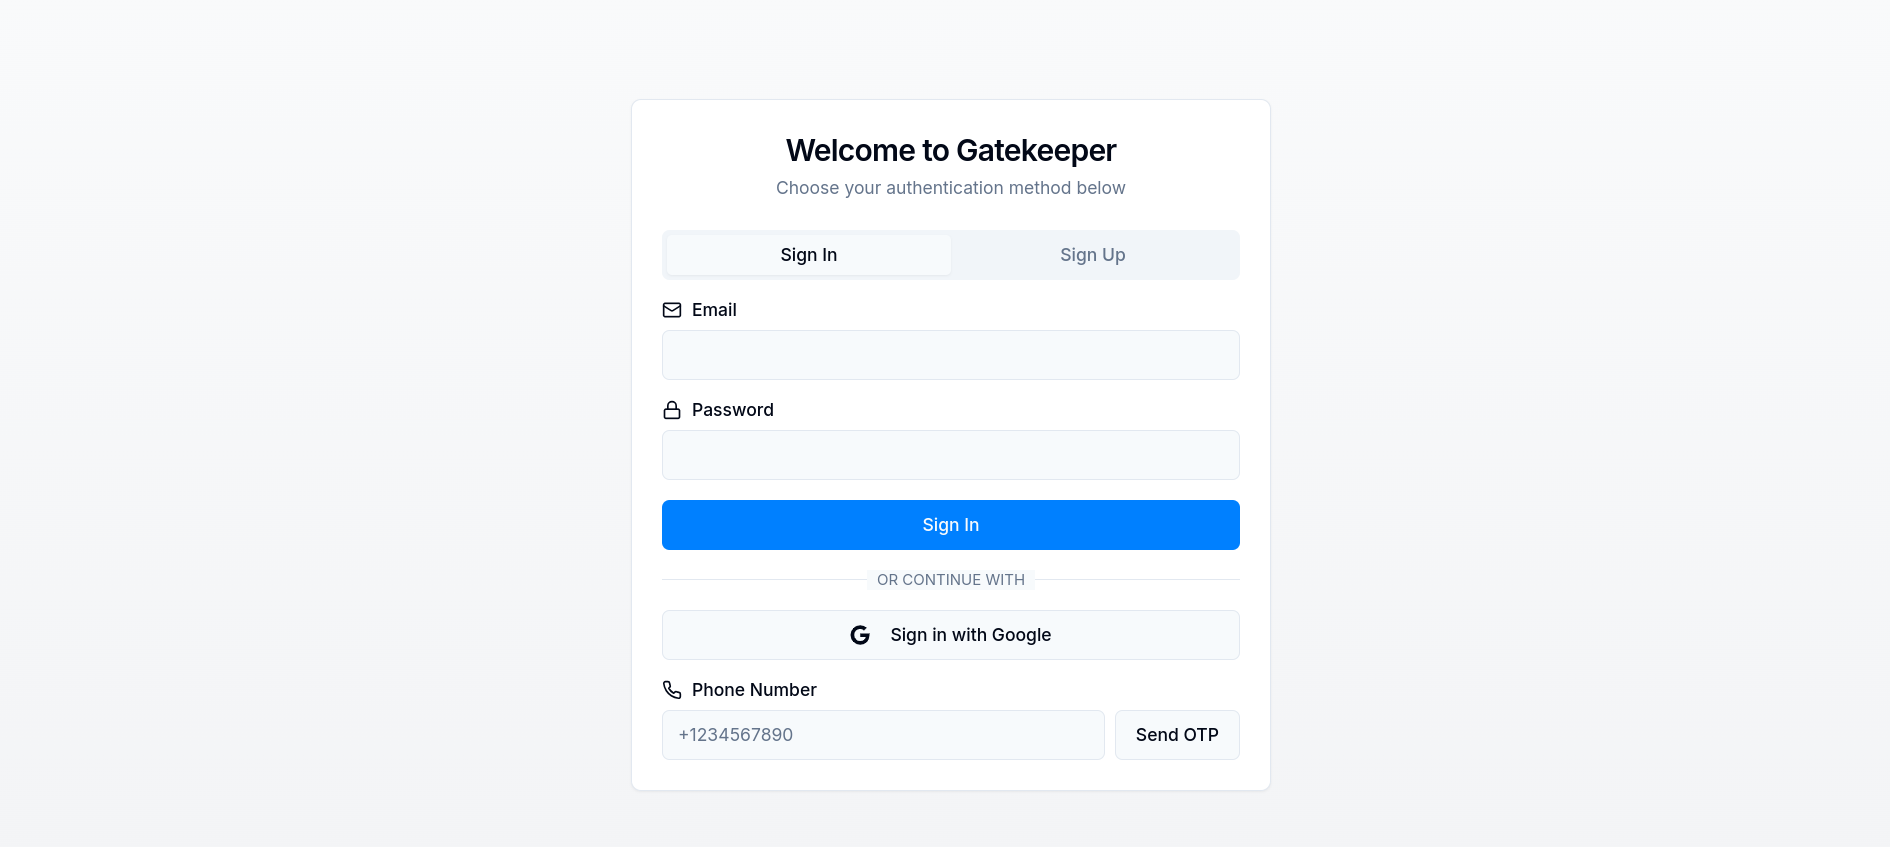 Welcome to Gatekeeper
Choose your authentication method below
Sign In
Sign Up
Email
Password
Sign In
OR CONTINUE WITH
Sign in with Google
Phone Number
+1234567890
Send OTP